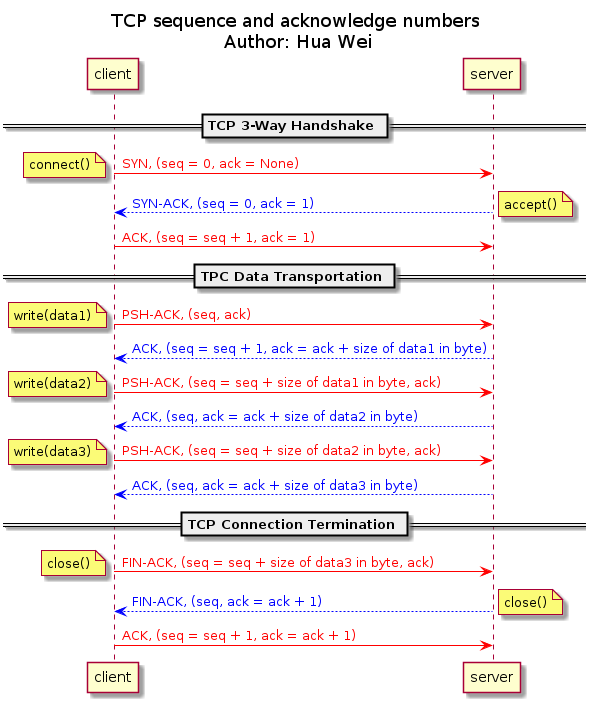 TCP sequence and acknowledge numbers
Author: Hua Wei
client
server
TCP 3-Way Handshake
connect()
SYN, (seq = 0, ack = None)
SYN-ACK, (seq = 0, ack = 1)
accept()
ACK, (seq = seq + 1, ack = 1)
TPC Data Transportation
write(data1)
PSH-ACK, (seq, ack)
ACK, (seq = seq + 1, ack = ack + size of data1 in byte)
write(data2)
PSH-ACK, (seq = seq + size of data1 in byte, ack)
ACK, (seq, ack = ack + size of data2 in byte)
write(data3)
PSH-ACK, (seq = seq + size of data2 in byte, ack)
ACK, (seq, ack = ack + size of data3 in byte)
TCP Connection Termination
close()
FIN-ACK, (seq = seq + size of data3 in byte, ack)
FIN-ACK, (seq, ack = ack + 1)
close()
ACK, (seq = seq + 1, ack = ack + 1)
client
server